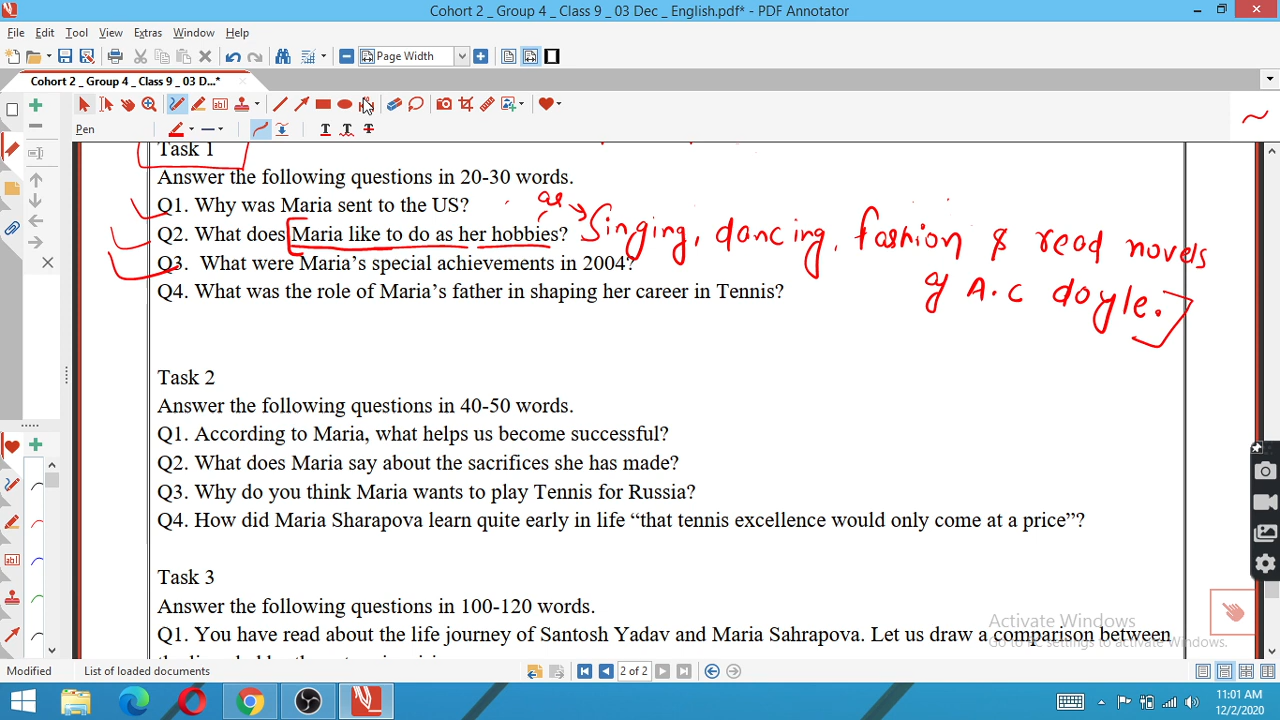 Cohort 2 _ Group 4 _ Class 9 _ 03 Dec _ English.pdf* - PDF Annotator
File Edit Tool View Extras Window Help
Page Width
Cohort 2 _ Group 4 _ Class 9 _ 03 D...*
Pen
Task 1
Answer the following questions in 20-30 words.
Q1. Why was Maria sent to the US?
Q2. What does Maria like to do as her hobbies?
as → Singing, dancing, fashion & read novels
of A.C doyle.
Q3. What were Maria's special achievements in 2004?
Q4. What was the role of Maria's father in shaping her career in Tennis?
Task 2
Answer the following questions in 40-50 words.
Q1. According to Maria, what helps us become successful?
Q2. What does Maria say about the sacrifices she has made?
Q3. Why do you think Maria wants to play Tennis for Russia?
Q4. How did Maria Sharapova learn quite early in life “that tennis excellence would only come at a price”?
Task 3
Answer the following questions in 100-120 words.
Q1. You have read about the life journey of Santosh Yadav and Maria Sahrapova. Let us draw a comparison between
Activate Windows
Go to PC settings to activate Windows.
Modified List of loaded documents
2 of 2
11:01 AM
12/2/2020